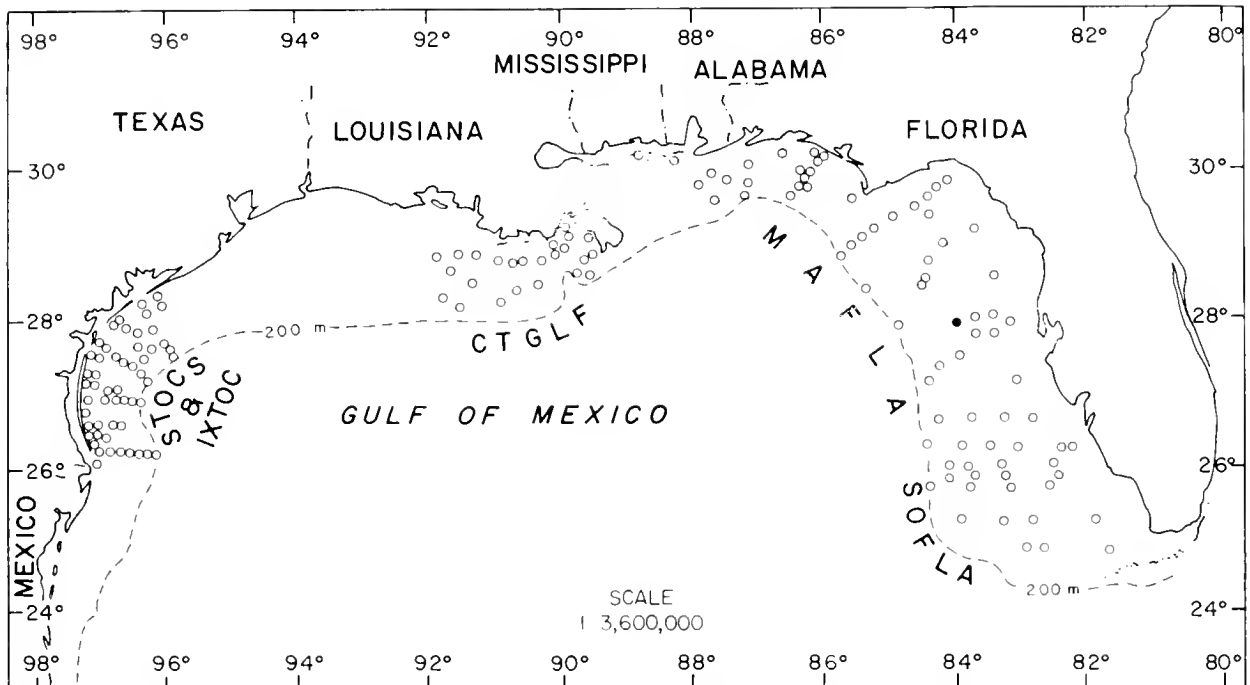 98° 96° 94° 92° 90° 88° 86° 84° 82° 80°
MISSISSIPPI ALABAMA
TEXAS LOUISIANA FLORIDA
30° 30°
MAFLA
28° 28°
200 m
CTGLF
STOCS
&
IXTOC
GULF OF MEXICO
26° 26°
MEXICO
SOFLA
200 m
24° 24°
SCALE
1 3,600,000
98° 96° 94° 92° 90° 88° 86° 84° 82° 80°